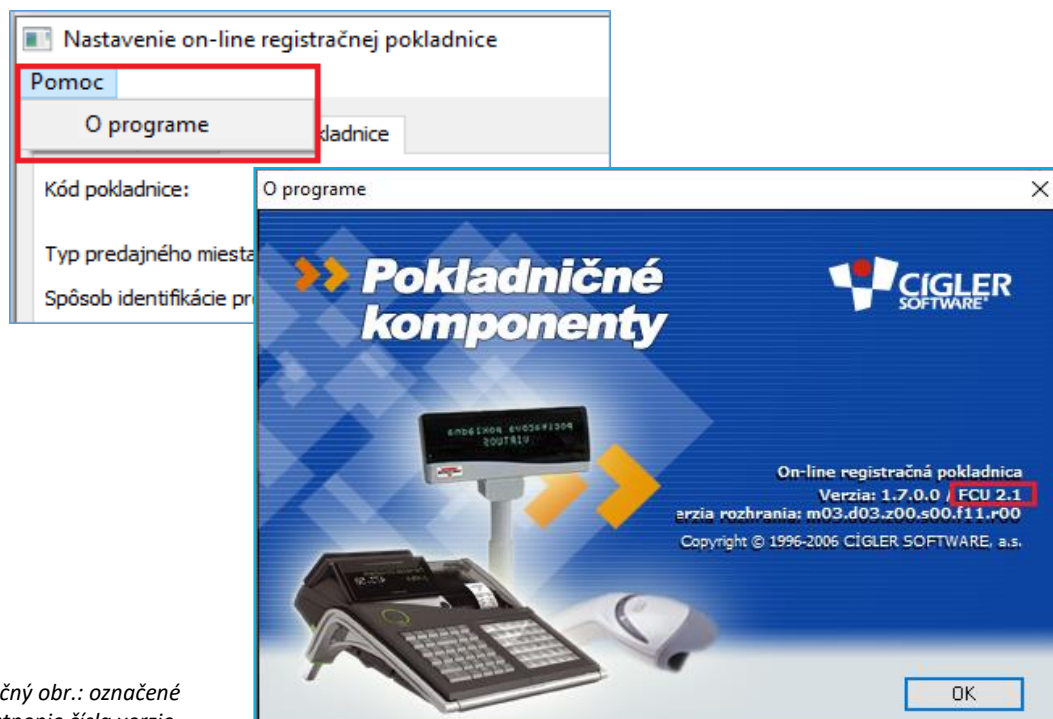 Nastavenie on-line registračnej pokladnice
Pomoc
O programe
kladnice
Kód pokladnice:
Typ predajného miesta
Spôsob identifikácie pr
O programe
Pokladničné
komponenty
CÍGLER
SOFTWARE®
On-line registračná pokladnica
Verzia: 1.7.0.0 / FCU 2.1
erzia rozhrania: m03.d03.z00.s00.f11.r00
Copyright © 1996-2006 CÍGLER SOFTWARE, a.s.
OK
čný obr.: označené